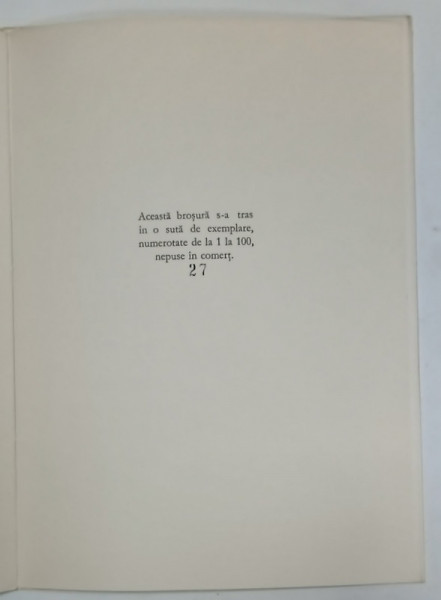 Această broșură s-a tras
în o sută de exemplare,
numerotate de la 1 la 100,
nepuse în comerț.
27